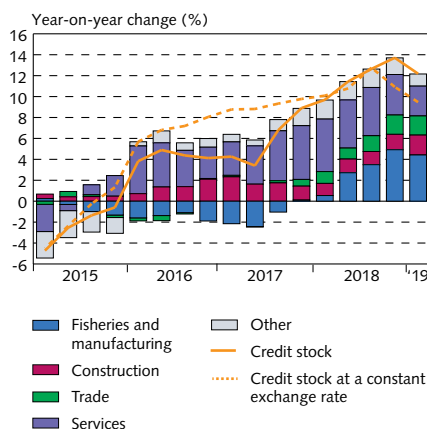 Year-on-year change (%)
16
14
12
10
8
6
4
2
0
-2
-4
-6
2015
2016
2017
2018
'19
Fisheries and
manufacturing
Construction
Trade
Services
Other
Credit stock
Credit stock at a constant
exchange rate